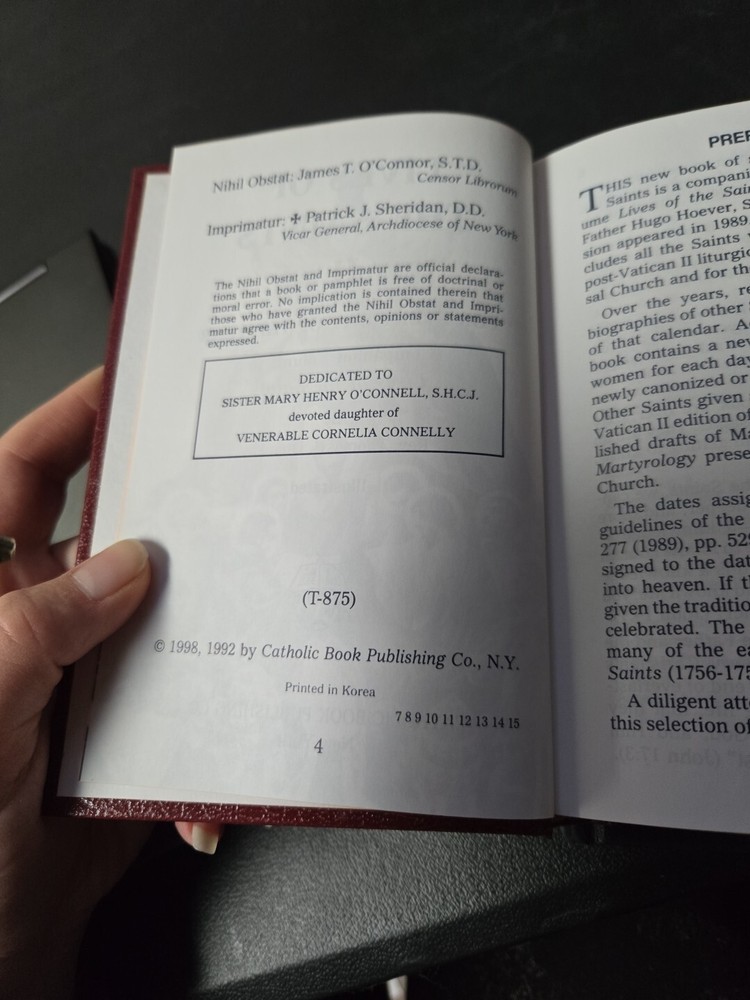 Nihil Obstat: James T. O'Connor, S.T.D.
Censor Librorum
Imprimatur: ✠ Patrick J. Sheridan, D.D.
Vicar General, Archdiocese of New York
The Nihil Obstat and Imprimatur are official declara-
tions that a book or pamphlet is free of doctrinal or
moral error. No implication is contained therein that
those who have granted the Nihil Obstat and Impri-
matur agree with the contents, opinions or statements
expressed.
DEDICATED TO
SISTER MARY HENRY O'CONNELL, S.H.C.J.
devoted daughter of
VENERABLE CORNELIA CONNELLY
(T-875)
© 1998, 1992 by Catholic Book Publishing Co., N.Y.
Printed in Korea
7 8 9 10 11 12 13 14 15
4
THIS new book of
Saints is a compani
ume Lives of the Sai
Father Hugo Hoever, S
sion appeared in 1989
cludes all the Saints
post-Vatican II liturgic
sal Church and for th
Over the years, re
biographies of other
of that calendar. A
book contains a ne
women for each day
newly canonized or
Other Saints given
Vatican II edition of
lished drafts of Ma
Martyrology prese
Church.
The dates assig
guidelines of the
277 (1989), pp. 529
signed to the dat
into heaven. If t
given the traditio
celebrated. The
many of the ea
Saints (1756-175
A diligent atte
this selection of